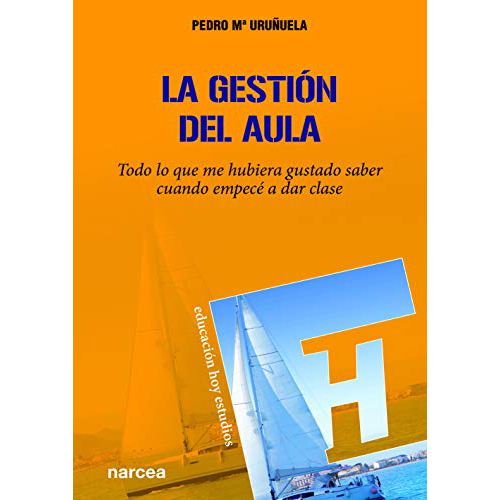 PEDRO Mª URUÑUELA
LA GESTIÓN
DEL AULA
Todo lo que me hubiera gustado saber
cuando empecé a dar clase
educación hoy estudios
H
narcea